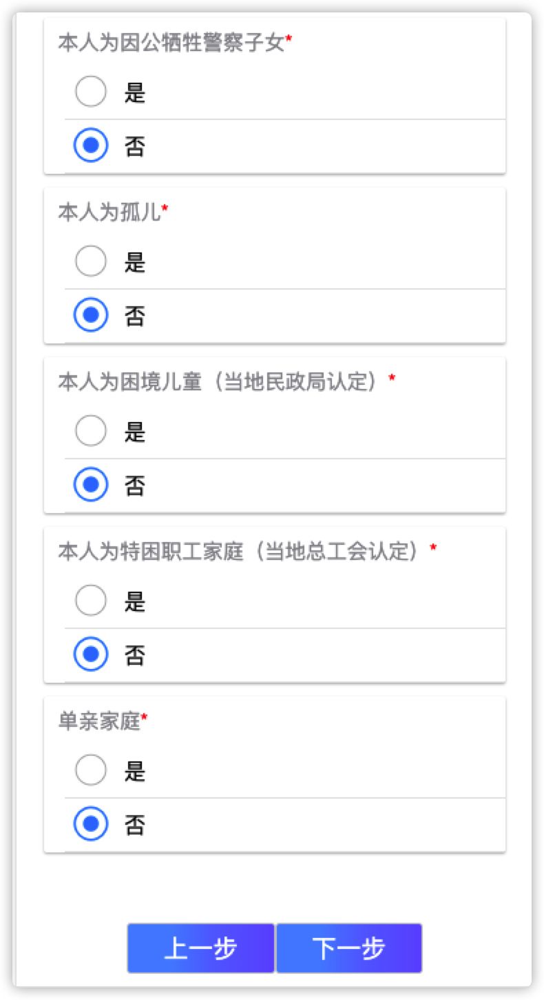 本人为因公牺牲警察子女*
是
否
本人为孤儿*
是
否
本人为困境儿童（当地民政局认定）*
是
否
本人为特困职工家庭（当地总工会认定）*
是
否
单亲家庭*
是
否
上一步 下一步